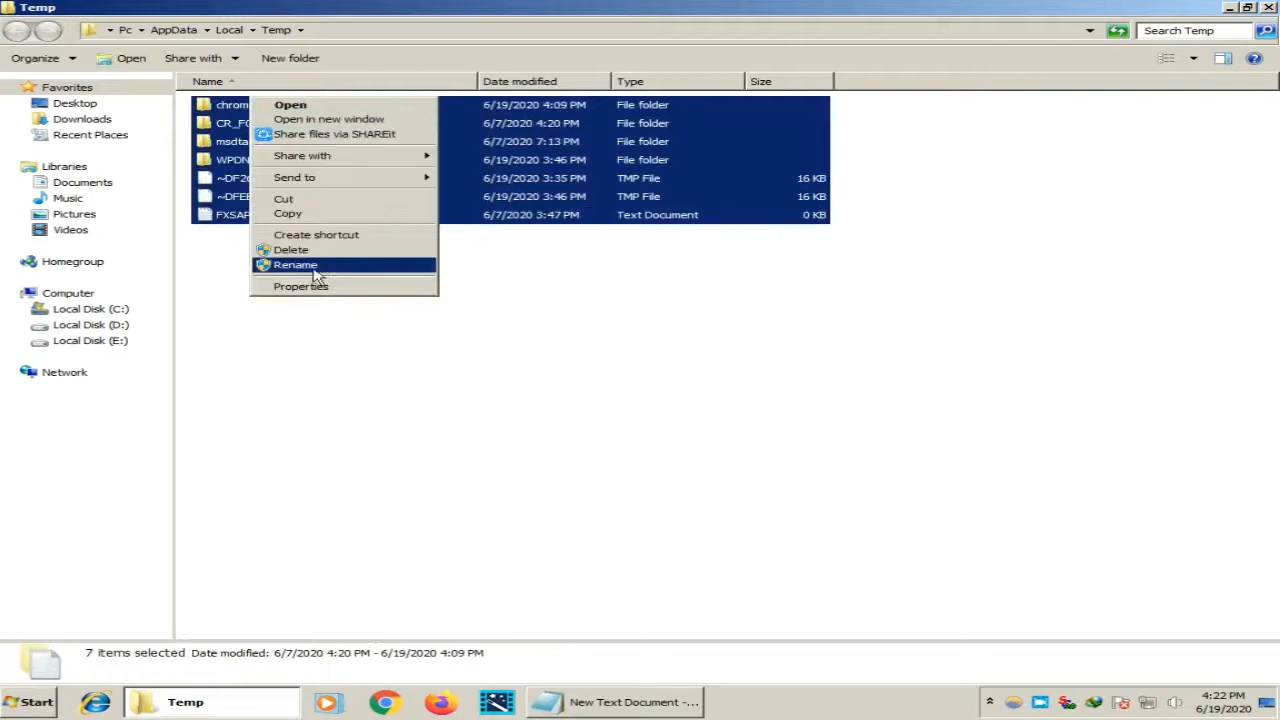 Temp
Pc AppData Local Temp
Search Temp
Organize Open Share with New folder
Favorites
Desktop
Downloads
Recent Places
Libraries
Documents
Music
Pictures
Videos
Homegroup
Computer
Local Disk (C:)
Local Disk (D:)
Local Disk (E:)
Network
Name Date modified Type Size
chrom 6/19/2020 4:09 PM File folder
6/7/2020 4:20 PM File folder
msdta 6/7/2020 7:13 PM File folder
WPDN 6/19/2020 3:46 PM File folder
6/19/2020 3:35 PM TMP File 16 KB
6/19/2020 3:46 PM TMP File 16 KB
6/7/2020 3:47 PM Text Document 0 KB
Open
Open in new window
Share files via SHAREit
Share with
Send to
Cut
Copy
Create shortcut
Delete
Rename
Properties
7 items selected Date modified: 6/7/2020 4:20 PM - 6/19/2020 4:09 PM
Start
Temp
New Text Document -...
4:22 PM
6/19/2020